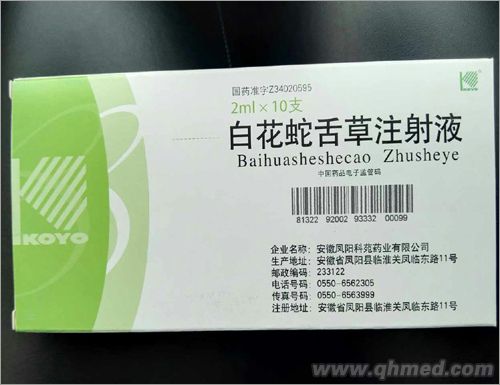 KOYO
国药准字Z34020595
2ml×10支
白花蛇舌草注射液
Baihuasheshecao Zhusheye
中国药品电子监管码
81322 92002 93332 00099
KOYO
企业名称：安徽凤阳科苑药业有限公司
生产地址：安徽省凤阳县临淮关凤临东路11号
邮政编码：233122
电话号码：0550-6562305
传真号码：0550-6563999
注册地址：安徽省凤阳县临淮关凤临东路11号
www.qhmed.com